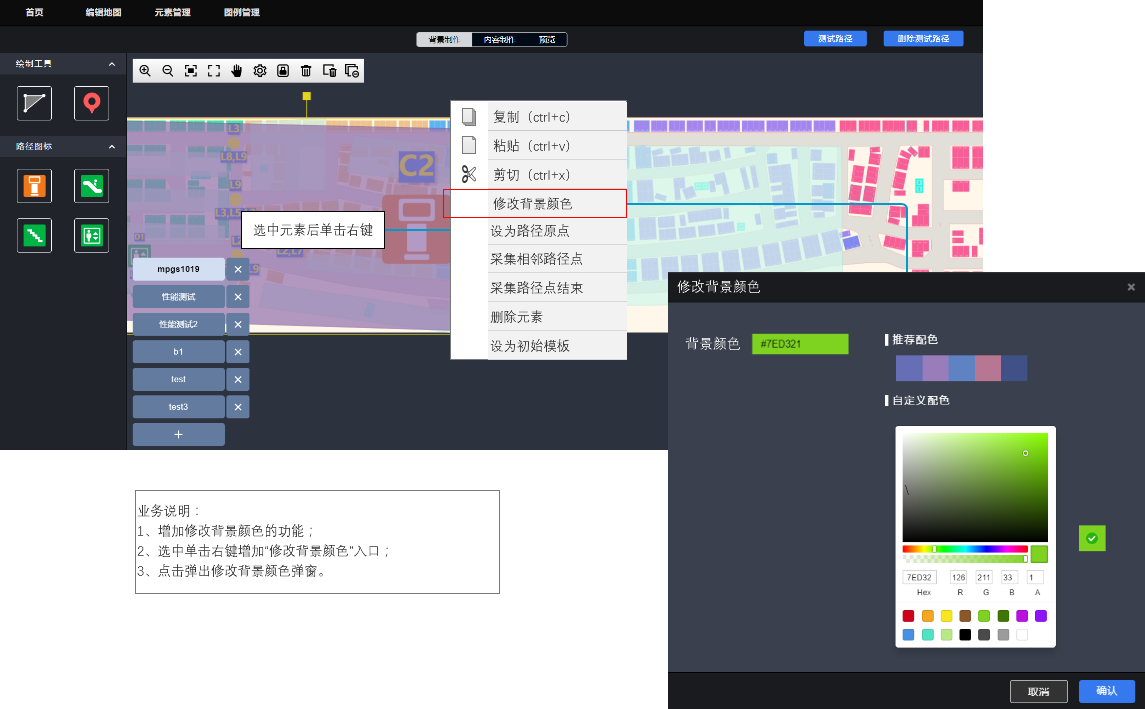 首页 编辑地图 元素管理 图例管理
背景制作 内容制作 预览
测试路径 删除测试路径
绘制工具
路径图标
L3
L8,L9
L9
C2
D1
复制（ctrl+c）
粘贴（ctrl+v）
剪切（ctrl+x）
修改背景颜色
设为路径原点
采集相邻路径点
采集路径点结束
删除元素
设为初始模板
选中元素后单击右键
mpgs1019
性能测试
性能测试2
b1
test
test3
修改背景颜色
背景颜色 #7ED321
推荐配色
自定义配色
7ED32 126 211 33 1
Hex R G B A
取消 确认
业务说明：
1、增加修改背景颜色的功能；
2、选中单击右键增加“修改背景颜色”入口；
3、点击弹出修改背景颜色弹窗。